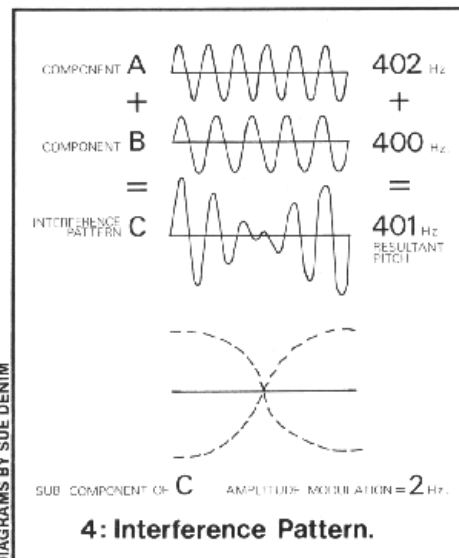 COMPONENT A 402 Hz
+ +
COMPONENT B 400 Hz.
= =
INTERFERENCE PATTERN C 401 Hz
RESULTANT PITCH
SUB COMPONENT OF C AMPLITUDE MODULATION = 2 Hz.
4: Interference Pattern.
DIAGRAMS BY SUE DENIM